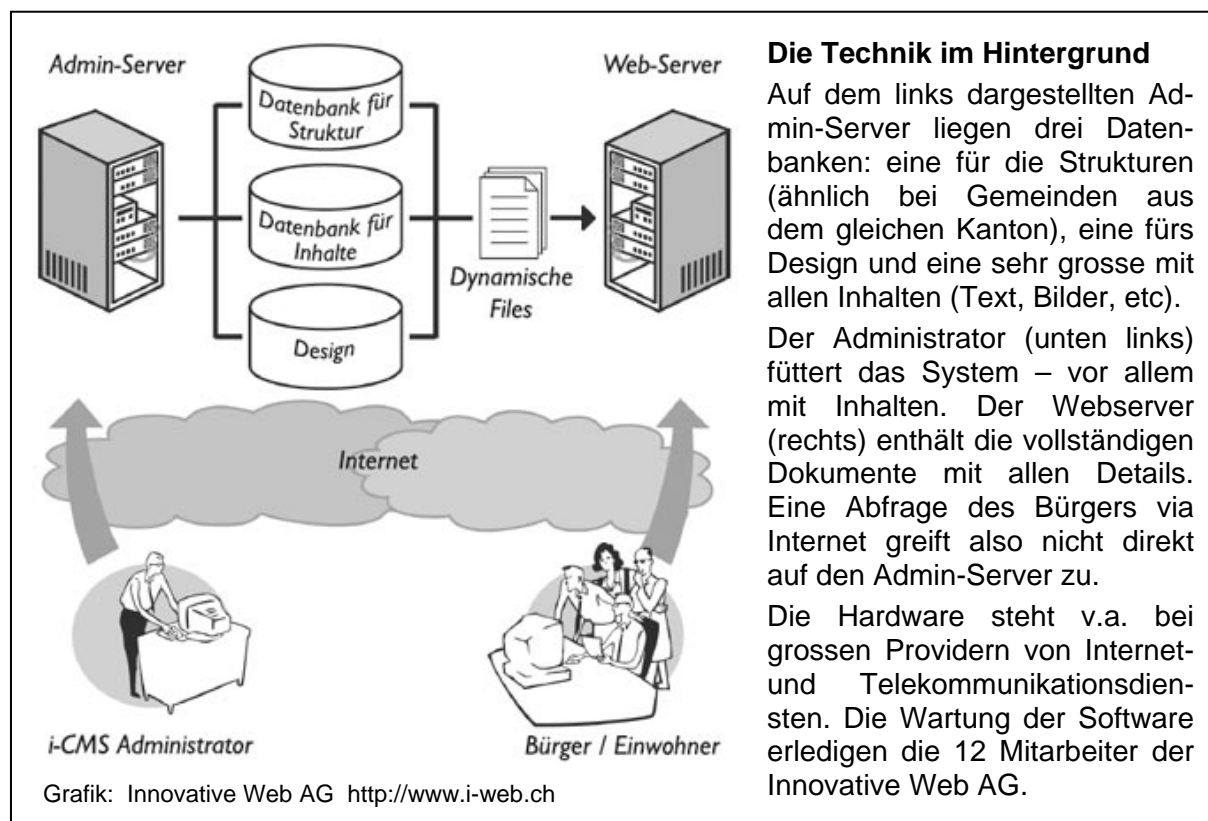 Admin-Server
Web-Server
Datenbank für
Struktur
Datenbank für
Inhalte
Design
Dynamische
Files
Internet
i-CMS Administrator
Bürger / Einwohner
Grafik: Innovative Web AG http://www.i-web.ch
Die Technik im Hintergrund
Auf dem links dargestellten Ad-
min-Server liegen drei Daten-
banken: eine für die Strukturen
(ähnlich bei Gemeinden aus
dem gleichen Kanton), eine fürs
Design und eine sehr grosse mit
allen Inhalten (Text, Bilder, etc).
Der Administrator (unten links)
füttert das System – vor allem
mit Inhalten. Der Webserver
(rechts) enthält die vollständigen
Dokumente mit allen Details.
Eine Abfrage des Bürgers via
Internet greift also nicht direkt
auf den Admin-Server zu.
Die Hardware steht v.a. bei
grossen Providern von Internet-
und Telekommunikationsdien-
sten. Die Wartung der Software
erledigen die 12 Mitarbeiter der
Innovative Web AG.